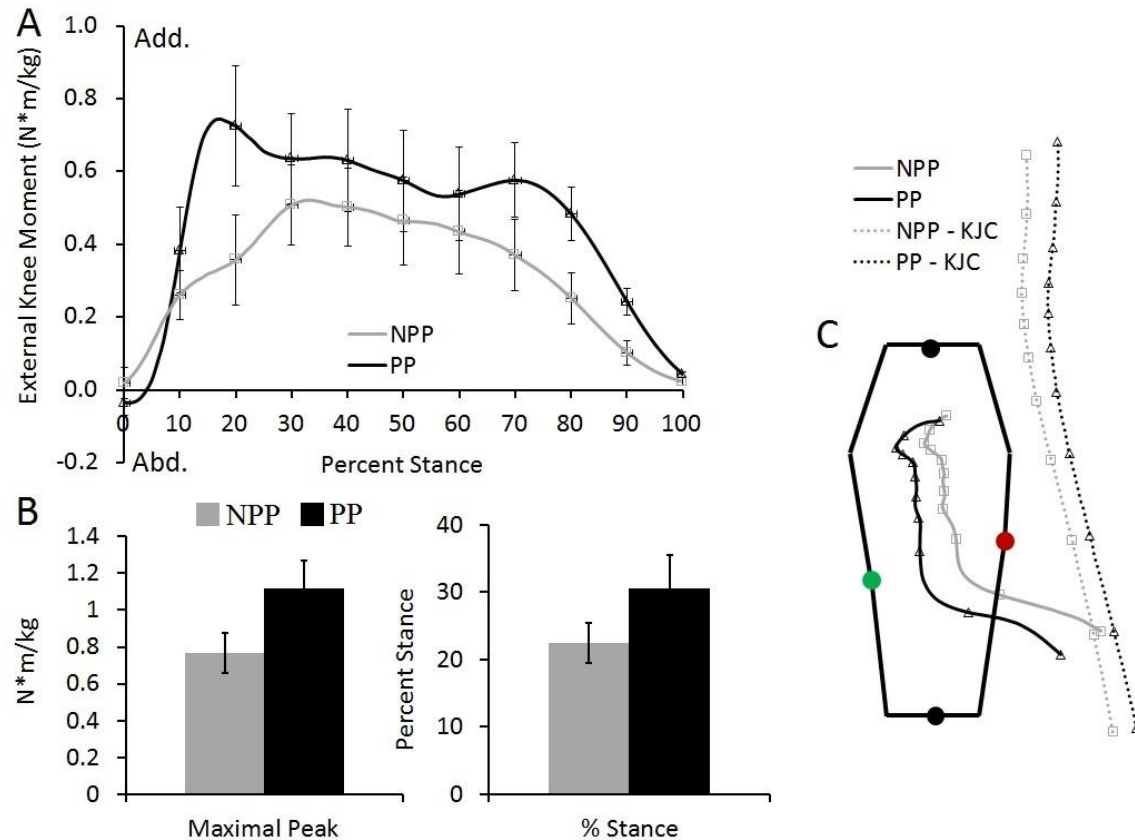 A
1.0
0.8
0.6
0.4
0.2
0.0
-0.2
External Knee Moment (N*m/kg)
Add.
Abd.
0 10 20 30 40 50 60 70 80 90 100
Percent Stance
NPP
PP
B
NPP PP
1.4
1.2
1
0.8
0.6
0.4
0.2
0
N*m/kg
Maximal Peak
40
30
20
10
0
Percent Stance
% Stance
NPP
PP
NPP - KJC
PP - KJC
C